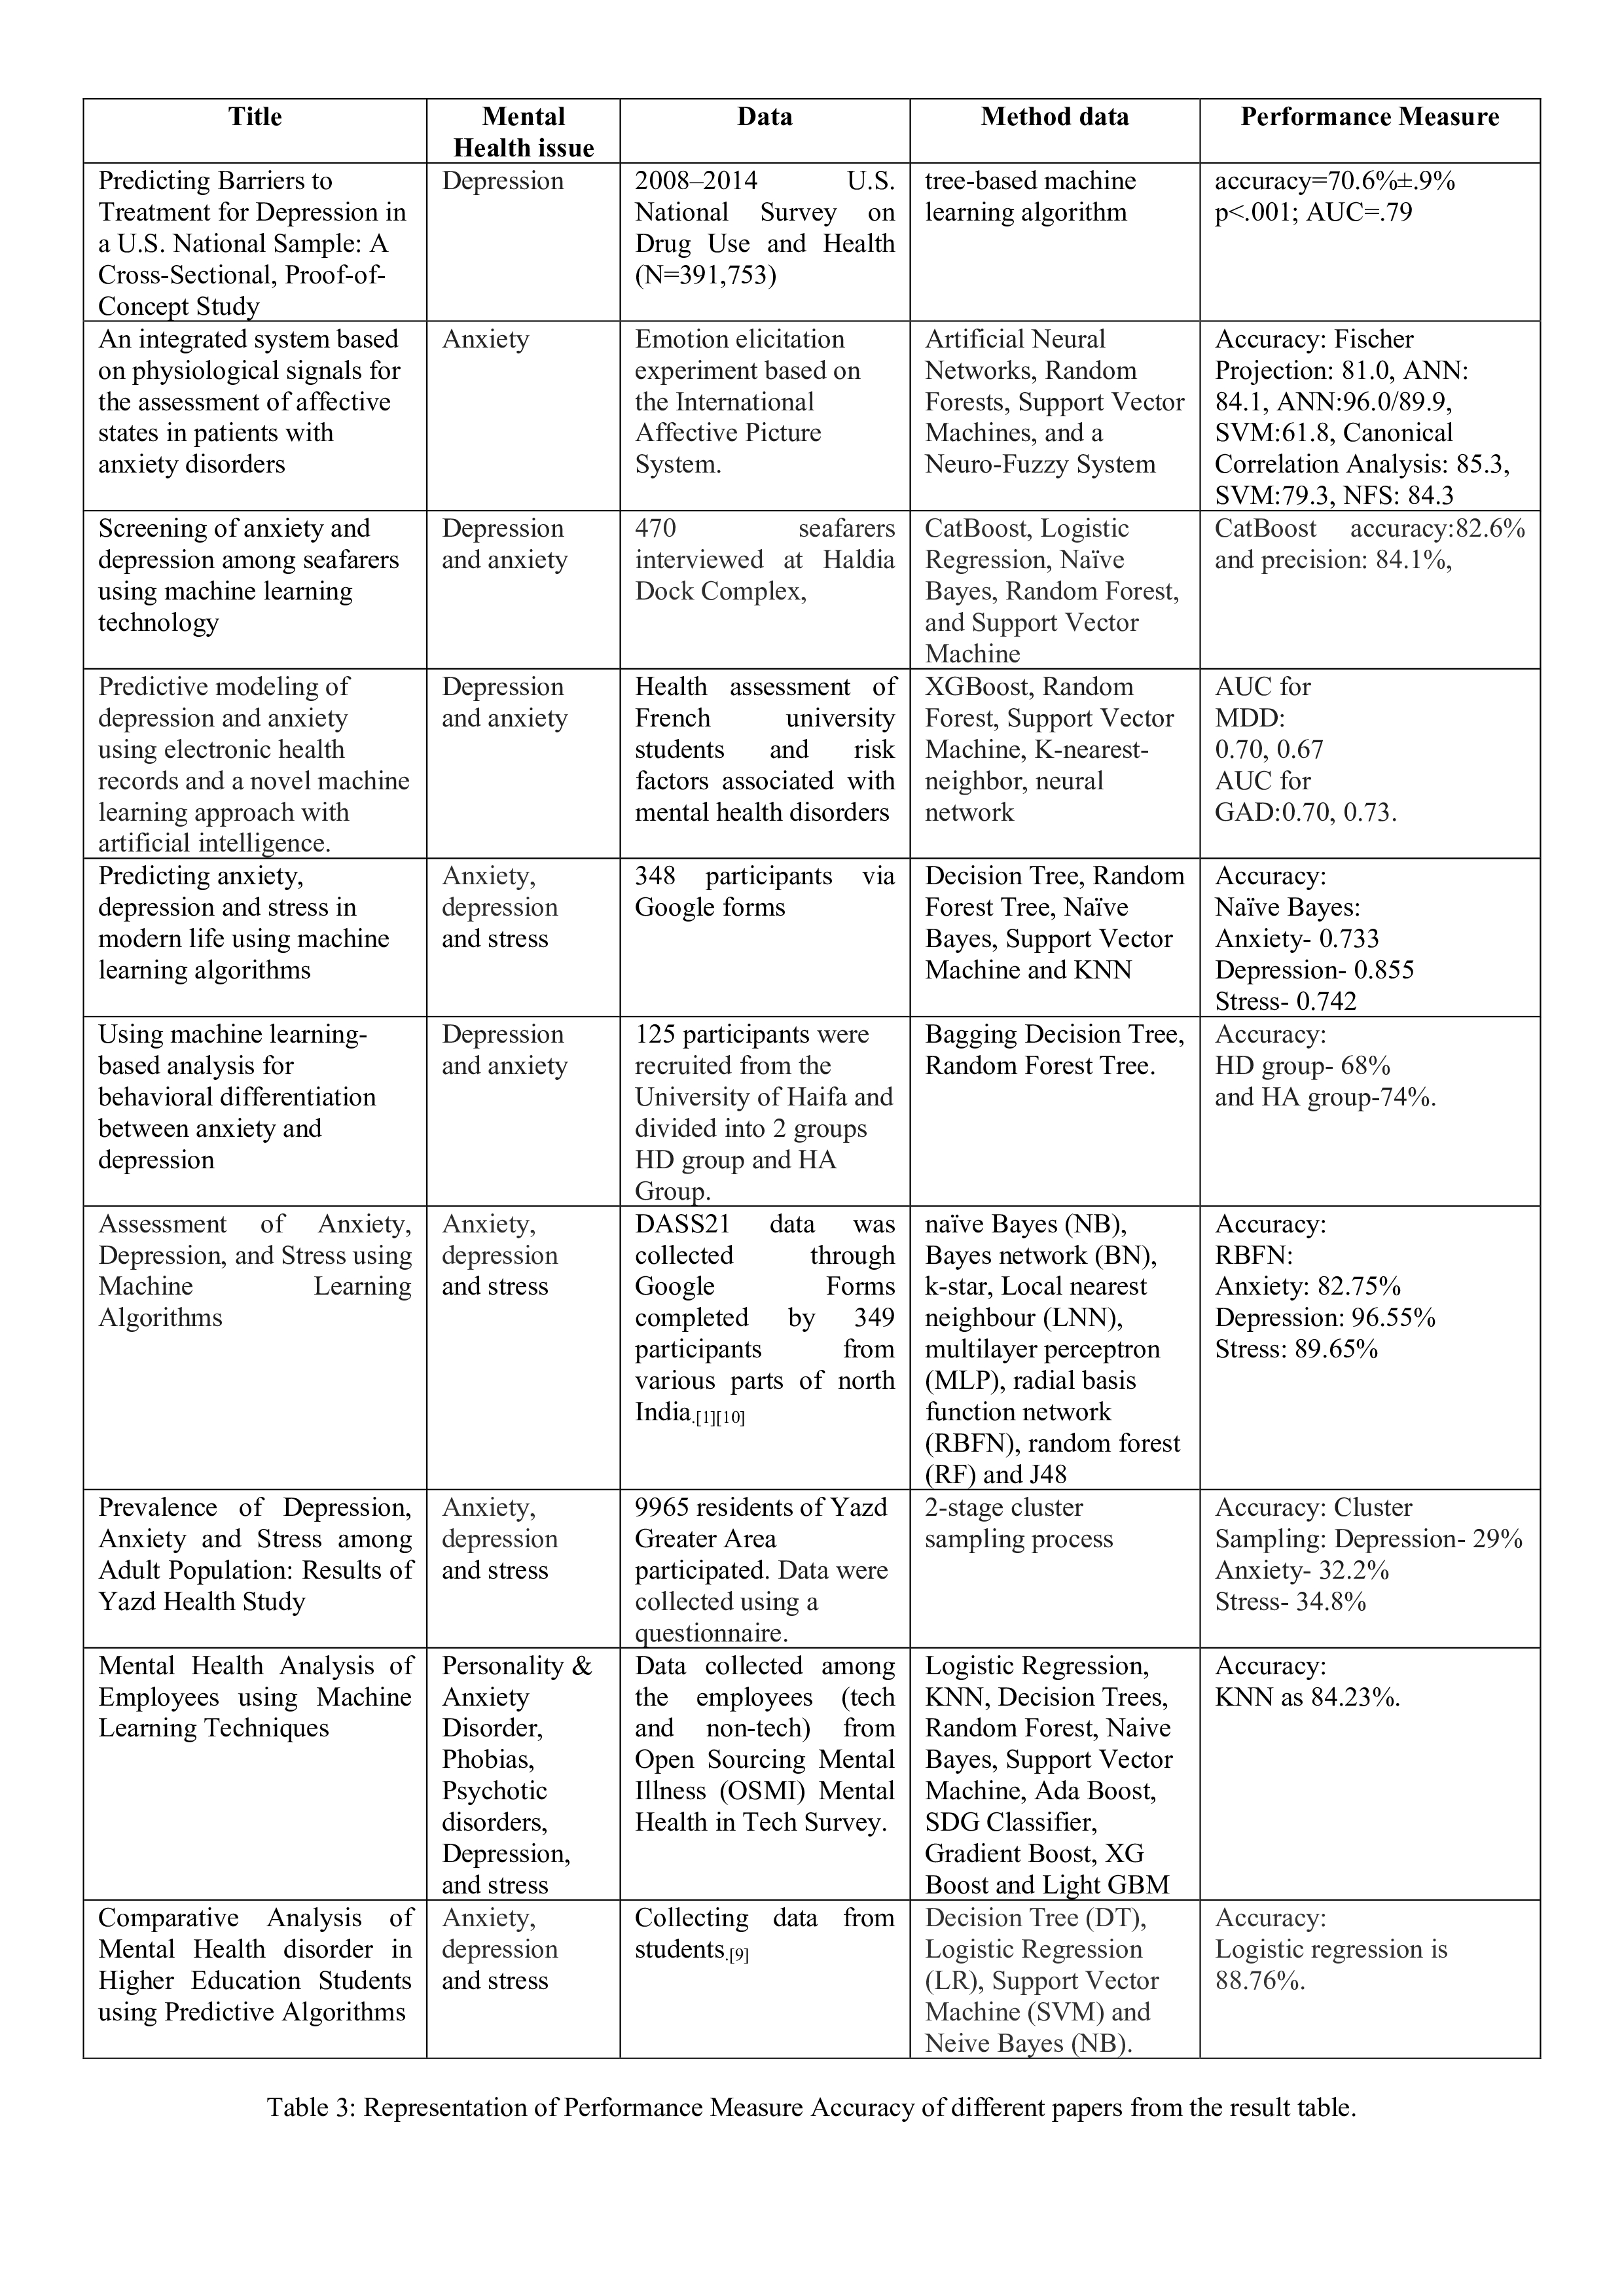 Title
Mental
Health issue
Data
Method data
Performance Measure
Predicting Barriers to
Treatment for Depression in
a U.S. National Sample: A
Cross-Sectional, Proof-of-
Concept Study
Depression
2008–2014 U.S.
National Survey on
Drug Use and Health
(N=391,753)
tree-based machine
learning algorithm
accuracy=70.6%±.9%
p<.001; AUC=.79
An integrated system based
on physiological signals for
the assessment of affective
states in patients with
anxiety disorders
Anxiety
Emotion elicitation
experiment based on
the International
Affective Picture
System.
Artificial Neural
Networks, Random
Forests, Support Vector
Machines, and a
Neuro-Fuzzy System
Accuracy: Fischer
Projection: 81.0, ANN:
84.1, ANN:96.0/89.9,
SVM:61.8, Canonical
Correlation Analysis: 85.3,
SVM:79.3, NFS: 84.3
Screening of anxiety and
depression among seafarers
using machine learning
technology
Depression
and anxiety
470 seafarers
interviewed at Haldia
Dock Complex,
CatBoost, Logistic
Regression, Naïve
Bayes, Random Forest,
and Support Vector
Machine
CatBoost accuracy:82.6%
and precision: 84.1%,
Predictive modeling of
depression and anxiety
using electronic health
records and a novel machine
learning approach with
artificial intelligence.
Depression
and anxiety
Health assessment of
French university
students and risk
factors associated with
mental health disorders
XGBoost, Random
Forest, Support Vector
Machine, K-nearest-
neighbor, neural
network
AUC for
MDD:
0.70, 0.67
AUC for
GAD:0.70, 0.73.
Predicting anxiety,
depression and stress in
modern life using machine
learning algorithms
Anxiety,
depression
and stress
348 participants via
Google forms
Decision Tree, Random
Forest Tree, Naïve
Bayes, Support Vector
Machine and KNN
Accuracy:
Naïve Bayes:
Anxiety- 0.733
Depression- 0.855
Stress- 0.742
Using machine learning-
based analysis for
behavioral differentiation
between anxiety and
depression
Depression
and anxiety
125 participants were
recruited from the
University of Haifa and
divided into 2 groups
HD group and HA
Group.
Bagging Decision Tree,
Random Forest Tree.
Accuracy:
HD group- 68%
and HA group-74%.
Assessment of Anxiety,
Depression, and Stress using
Machine Learning
Algorithms
Anxiety,
depression
and stress
DASS21 data was
collected through
Google Forms
completed by 349
participants from
various parts of north
India.[1][10]
naïve Bayes (NB),
Bayes network (BN),
k-star, Local nearest
neighbour (LNN),
multilayer perceptron
(MLP), radial basis
function network
(RBFN), random forest
(RF) and J48
Accuracy:
RBFN:
Anxiety: 82.75%
Depression: 96.55%
Stress: 89.65%
Prevalence of Depression,
Anxiety and Stress among
Adult Population: Results of
Yazd Health Study
Anxiety,
depression
and stress
9965 residents of Yazd
Greater Area
participated. Data were
collected using a
questionnaire.
2-stage cluster
sampling process
Accuracy: Cluster
Sampling: Depression- 29%
Anxiety- 32.2%
Stress- 34.8%
Mental Health Analysis of
Employees using Machine
Learning Techniques
Personality &
Anxiety
Disorder,
Phobias,
Psychotic
disorders,
Depression,
and stress
Data collected among
the employees (tech
and non-tech) from
Open Sourcing Mental
Illness (OSMI) Mental
Health in Tech Survey.
Logistic Regression,
KNN, Decision Trees,
Random Forest, Naive
Bayes, Support Vector
Machine, Ada Boost,
SDG Classifier,
Gradient Boost, XG
Boost and Light GBM
Accuracy:
KNN as 84.23%.
Comparative Analysis of
Mental Health disorder in
Higher Education Students
using Predictive Algorithms
Anxiety,
depression
and stress
Collecting data from
students.[9]
Decision Tree (DT),
Logistic Regression
(LR), Support Vector
Machine (SVM) and
Neive Bayes (NB).
Accuracy:
Logistic regression is
88.76%.
Table 3: Representation of Performance Measure Accuracy of different papers from the result table.